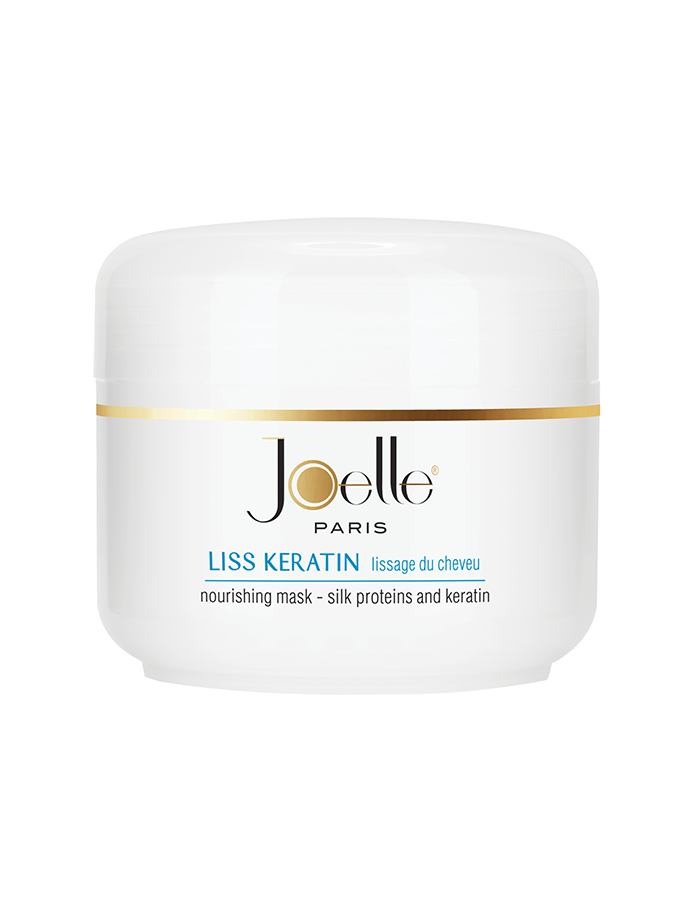 Joelle®
PARIS
LISS KERATIN lissage du cheveu
nourishing mask - silk proteins and keratin